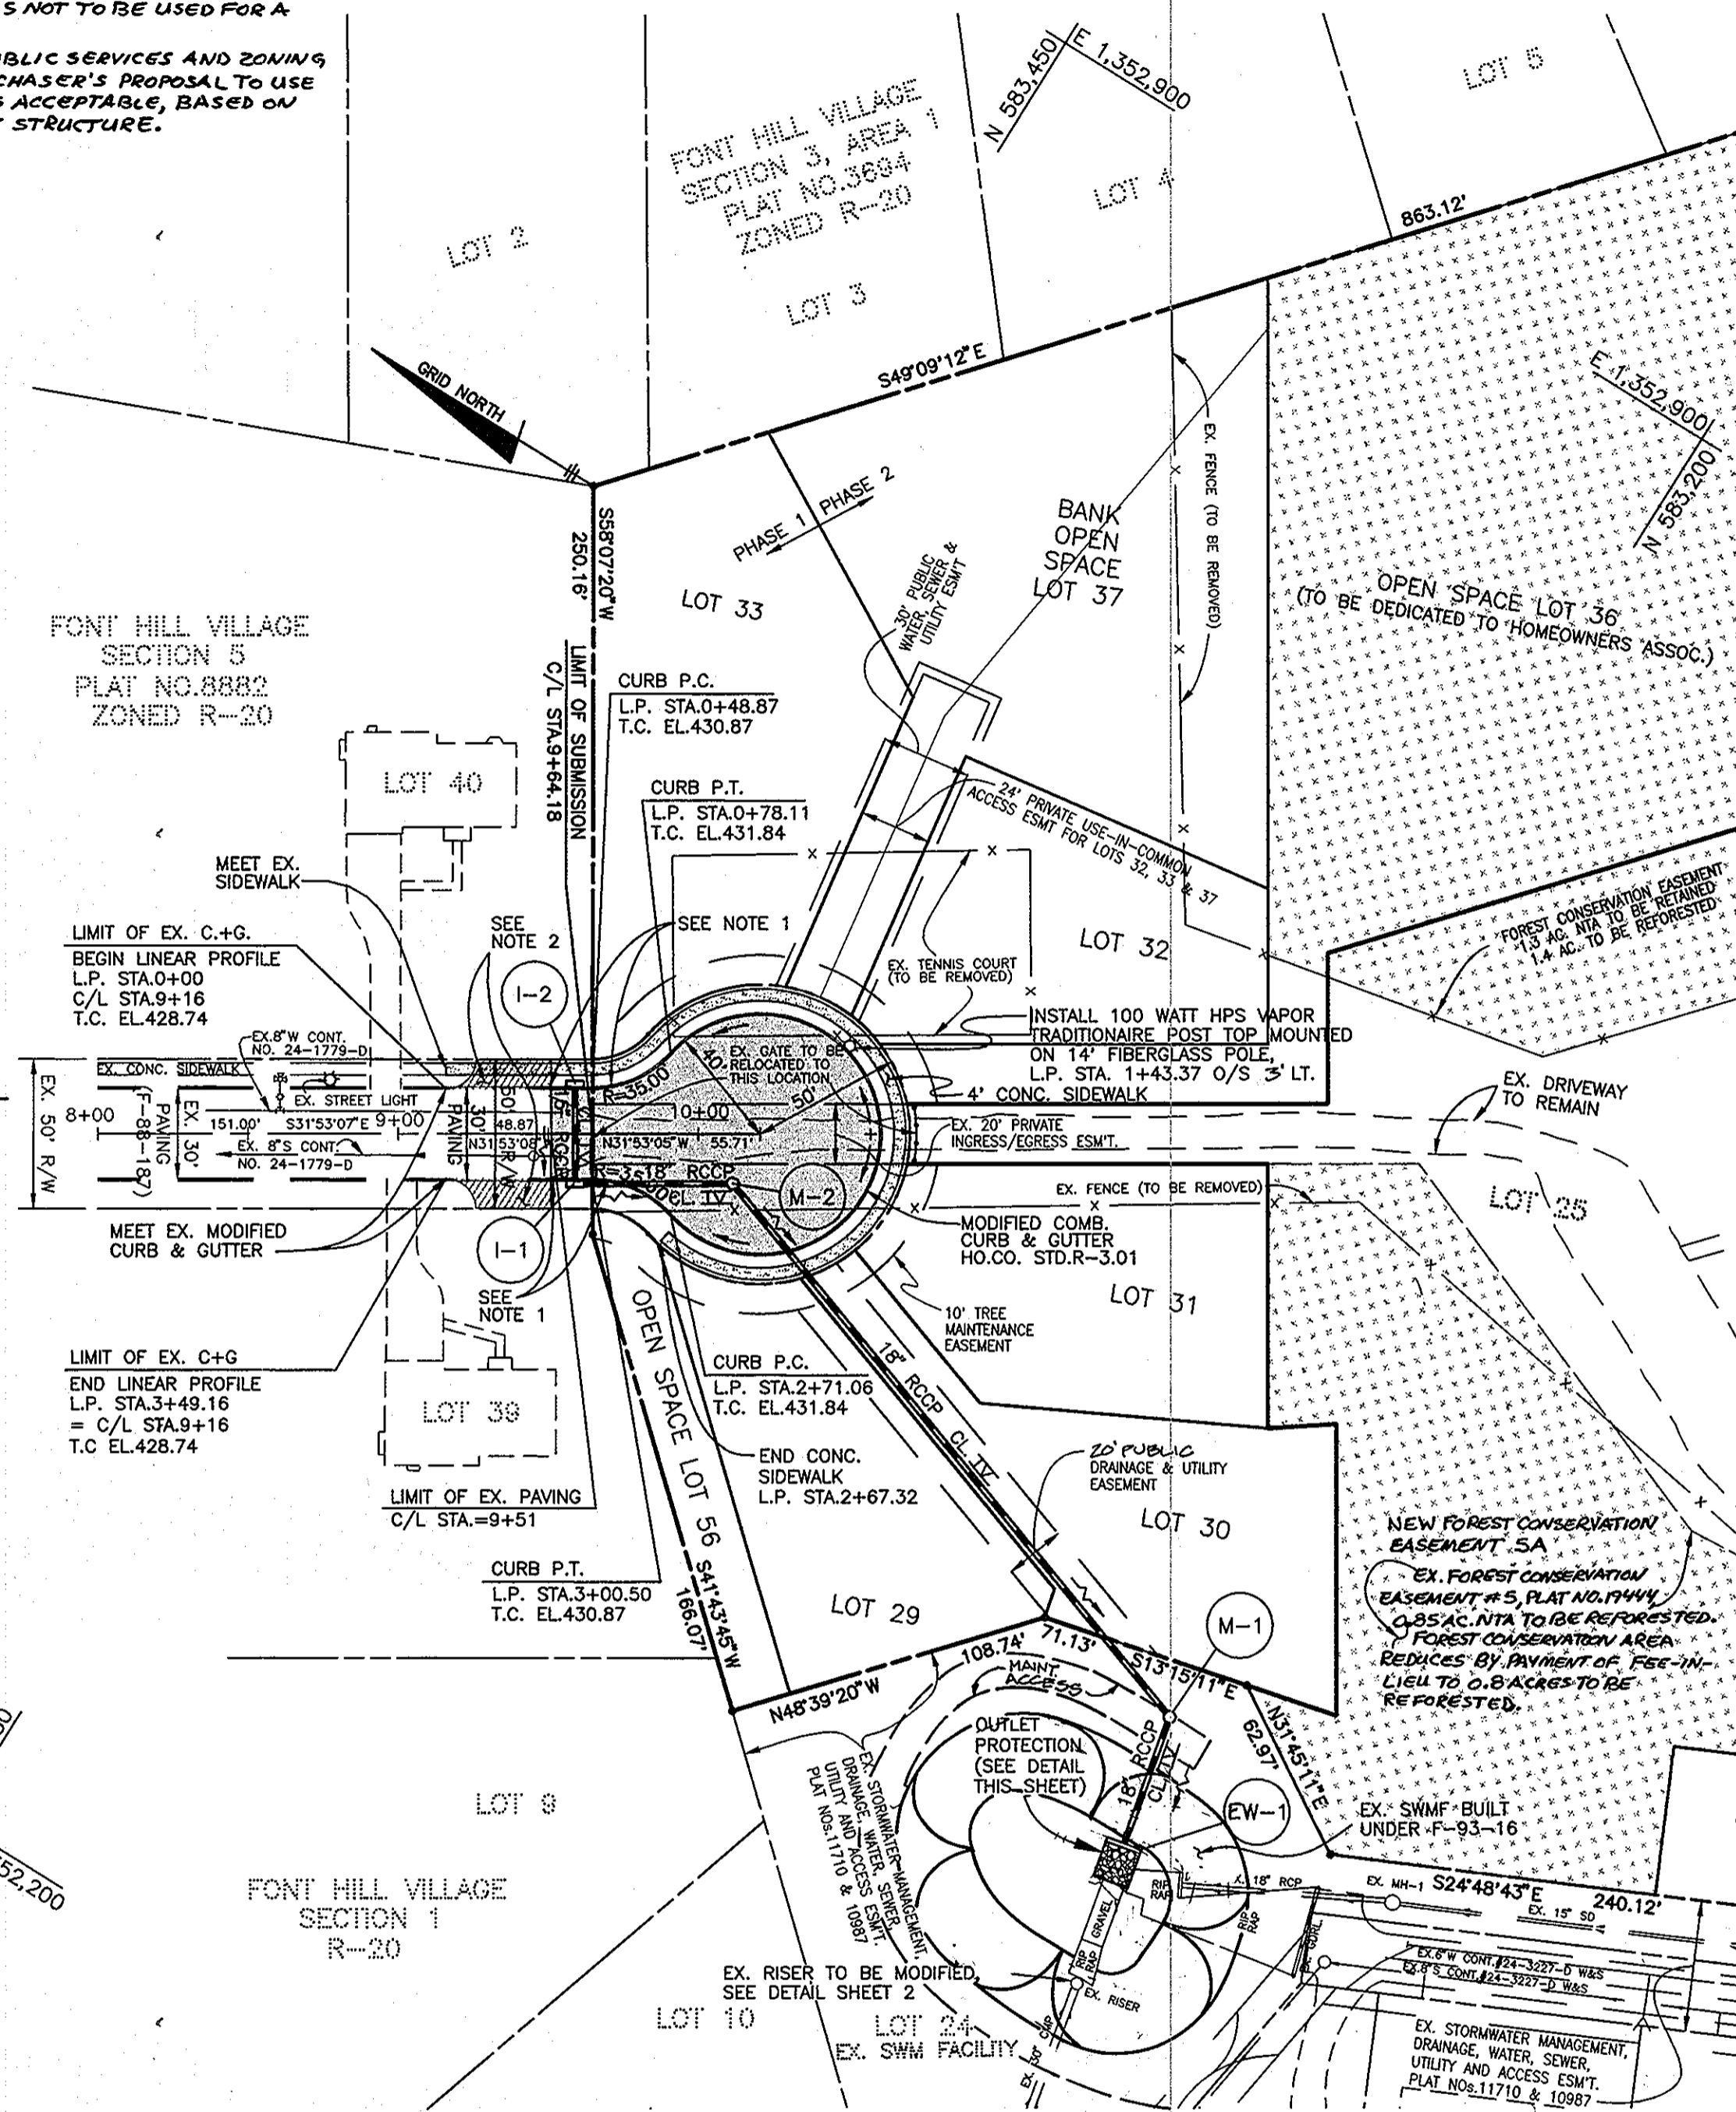 S NOT TO BE USED FOR A
BLIC SERVICES AND ZONING
CHASER'S PROPOSAL TO USE
S ACCEPTABLE, BASED ON
STRUCTURE.
N 583,450
E 1,352,900
LOT 5
FONT HILL VILLAGE
SECTION 3, AREA 1
PLAT NO.3694
ZONED R-20
LOT 4
863.12'
LOT 2
LOT 3
S49°09'12"E
GRID NORTH
E 1,352,900
N 583,200
EX. FENCE (TO BE REMOVED)
PHASE 1 PHASE 2
BANK
OPEN
SPACE
LOT 37
S58°07'20"W
250.16'
LOT 33
30' PUBLIC
WATER, SEWER &
UTILITY ESM'T
OPEN SPACE LOT 36
(TO BE DEDICATED TO HOMEOWNERS ASSOC.)
FONT HILL VILLAGE
SECTION 5
PLAT NO.8882
ZONED R-20
LIMIT OF SUBMISSION
C/L STA.9+64.18
CURB P.C.
L.P. STA.0+48.87
T.C. EL.430.87
LOT 40
CURB P.T.
L.P. STA.0+78.11
T.C. EL.431.84
24' PRIVATE USE-IN-COMMON
ACCESS ESMT FOR LOTS 32, 33 & 37
MEET EX.
SIDEWALK
FOREST CONSERVATION EASEMENT
1.3 AC. NTA TO BE RETAINED
1.4 AC. TO BE REFORESTED
LIMIT OF EX. C.+G.
BEGIN LINEAR PROFILE
L.P. STA.0+00
C/L STA.9+16
T.C. EL.428.74
SEE
NOTE 2
SEE NOTE 1
LOT 32
EX. TENNIS COURT
(TO BE REMOVED)
I-2
INSTALL 100 WATT HPS VAPOR
TRADITIONAIRE POST TOP MOUNTED
ON 14' FIBERGLASS POLE,
L.P. STA. 1+43.37 O/S 3' LT.
EX.8"W CONT.
NO. 24-1779-D
EX. CONC. SIDEWALK
EX. STREET LIGHT
EX. GATE TO BE
RELOCATED TO
THIS LOCATION
40'
50'
R=35.00
4' CONC. SIDEWALK
EX. DRIVEWAY
TO REMAIN
EX. 50' R/W
8+00
(F-88-187)
EX. 30'
PAVING
151.00'
S31°53'07"E
9+00
30'
PAVING
50' R/W
48.87
N31°53'05"W
55.71'
10+00
EX. 20' PRIVATE
INGRESS/EGRESS ESM'T.
EX. 8"S CONT.
NO. 24-1779-D
18" RCCP
CL. IV
M-2
EX. FENCE (TO BE REMOVED)
LOT 25
MEET EX. MODIFIED
CURB & GUTTER
I-1
MODIFIED COMB.
CURB & GUTTER
HO.CO. STD.R-3.01
SEE
NOTE 1
LOT 31
10' TREE
MAINTENANCE
EASEMENT
LIMIT OF EX. C+G
END LINEAR PROFILE
L.P. STA.3+49.16
= C/L STA.9+16
T.C EL.428.74
OPEN SPACE LOT 56
CURB P.C.
L.P. STA.2+71.06
T.C. EL.431.84
18" RCCP CL. IV
LOT 39
END CONC.
SIDEWALK
L.P. STA.2+67.32
20' PUBLIC
DRAINAGE & UTILITY
EASEMENT
LIMIT OF EX. PAVING
C/L STA.=9+51
LOT 30
NEW FOREST CONSERVATION
EASEMENT 5A
EX. FOREST CONSERVATION
EASEMENT #5, PLAT NO.19444,
0.85 AC. NTA TO BE REFORESTED.
FOREST CONSERVATION AREA
REDUCES BY PAYMENT OF FEE-IN-
LIEU TO 0.8 ACRES TO BE
REFORESTED.
CURB P.T.
L.P. STA.3+00.50
T.C. EL.430.87
S41°43'45"W
166.07'
LOT 29
M-1
108.74'
71.13'
S13°15'11"E
MAINT.
ACCESS
N48°39'20"W
N31°45'11"E
62.97'
OUTLET
PROTECTION
(SEE DETAIL
THIS SHEET)
18" RCCP
CL. IV
EX. STORMWATER MANAGEMENT,
DRAINAGE, WATER, SEWER,
UTILITY AND ACCESS ESM'T.
PLAT NOs.11710 & 10987
LOT 9
EW-1
EX. SWMF BUILT
UNDER F-93-16
52,200
FONT HILL VILLAGE
SECTION 1
R-20
RIP
RAP
18" RCP
EX. MH-1
S24°48'43"E
240.12'
EX. 15" SD
GRAVEL
RIP
RAP
RIP
RAP
EX.6"W CONT.#24-3227-D W&S
EX.8"S CONT.#24-3227-D W&S
EX. RISER TO BE MODIFIED,
SEE DETAIL SHEET 2
EX. RISER
LOT 10
LOT 24
EX. SWM FACILITY
EX. 30" CMP
EX. STORMWATER MANAGEMENT,
DRAINAGE, WATER, SEWER,
UTILITY AND ACCESS ESM'T.
PLAT NOs.11710 & 10987